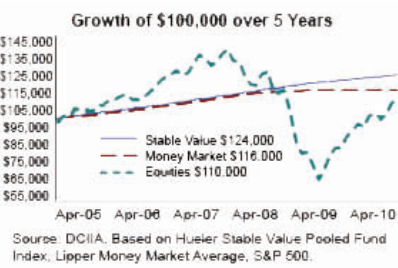 Growth of $100,000 over 5 Years
$145,000
$135,000
$125,000
$115,000
$105,000
$95,000
$85,000
$75,000
$65,000
$55,000
Stable Value $124,000
Money Market $116,000
Equities $110,000
Apr-05 Apr-06 Apr-07 Apr-08 Apr-09 Apr-10
Source: DCIIA. Based on Hueler Stable Value Pooled Fund
Index, Lipper Money Market Average, S&P 500.